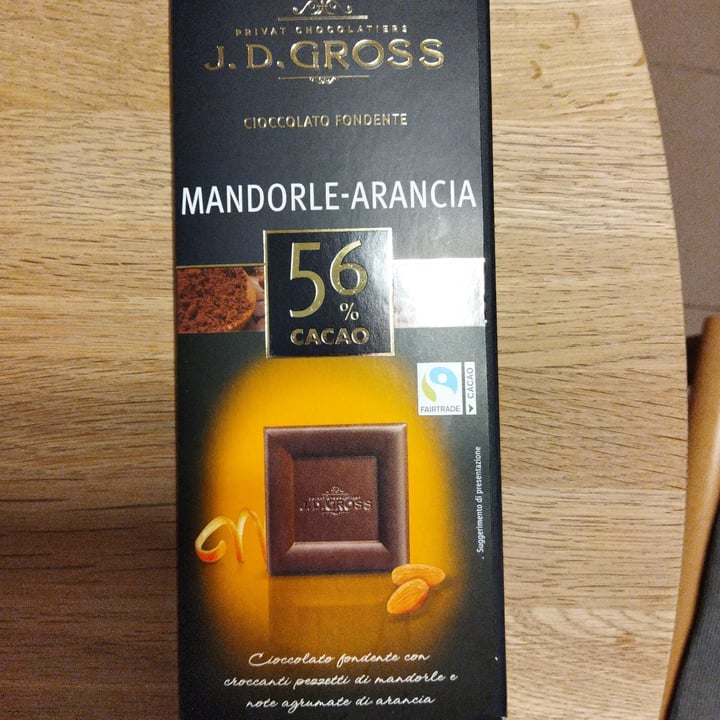 PRIVAT CHOCOLATIERS
J.D.GROSS
CIOCCOLATO FONDENTE
MANDORLE-ARANCIA
56
%
CACAO
FAIRTRADE
CACAO
J.D.GROSS
Suggerimento di presentazione
Cioccolato fondente con
croccanti pezzetti di mandorle e
note agrumate di arancia